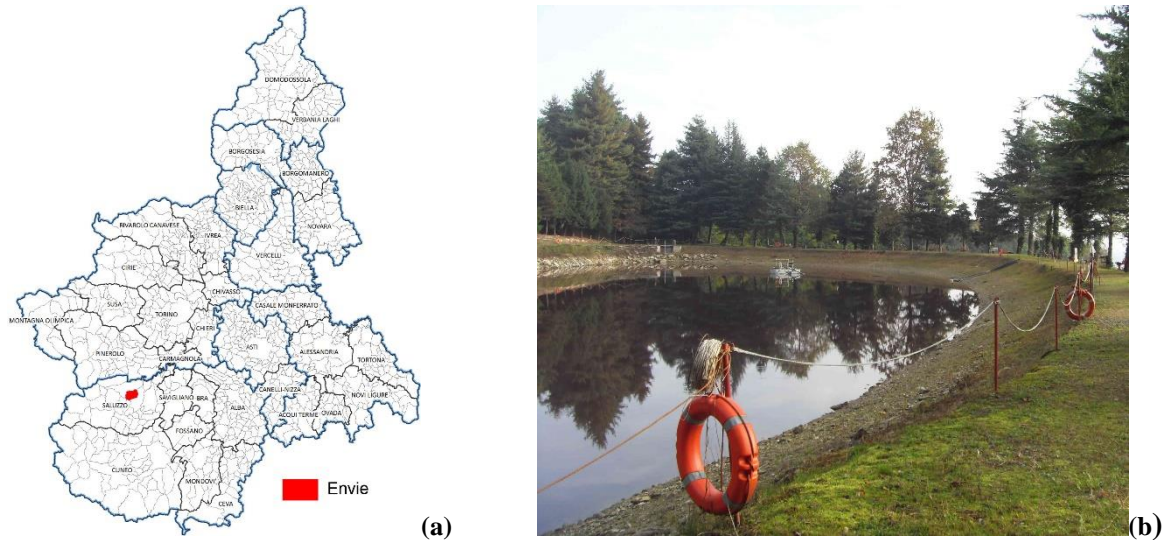 DOMODOSSOLA
VERBANIA LAGHI
BORGOSESIA
BORGOMANERO
BIELLA
NOVARA
RIVAROLO CANAVESE
IVREA
VERCELLI
CIRIE
CHIVASSO
SUSA
CASALE MONFERRATO
MONTAGNA OLIMPICA
TORINO
CHIERI
ASTI
PINEROLO
ALESSANDRIA
TORTONA
CARMAGNOLA
CANELLI-NIZZA
NOVI LIGURE
SALUZZO
SAVIGLIANO
BRA
ALBA
ACQUI TERME
OVADA
FOSSANO
CUNEO
MONDOVI
CEVA
Envie
(a)
(b)